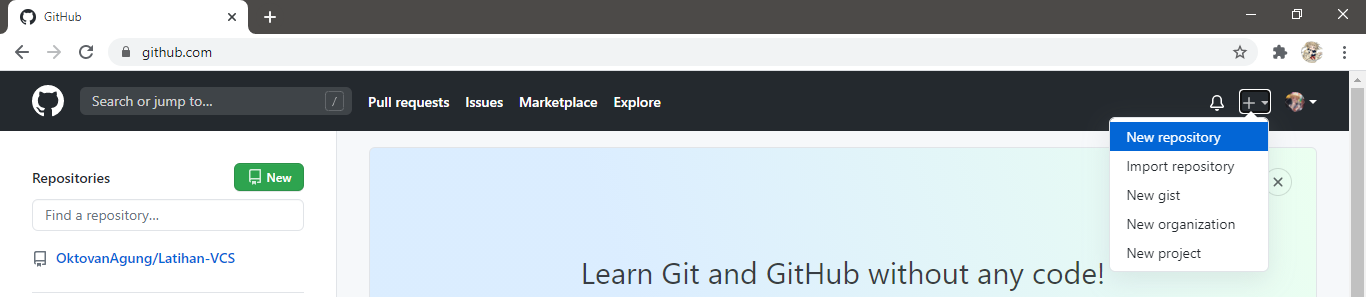 GitHub
github.com
Search or jump to... /
Pull requests
Issues
Marketplace
Explore
New repository
Import repository
New gist
New organization
New project
Repositories
New
Find a repository...
OktovanAgung/Latihan-VCS
Learn Git and GitHub without any code!